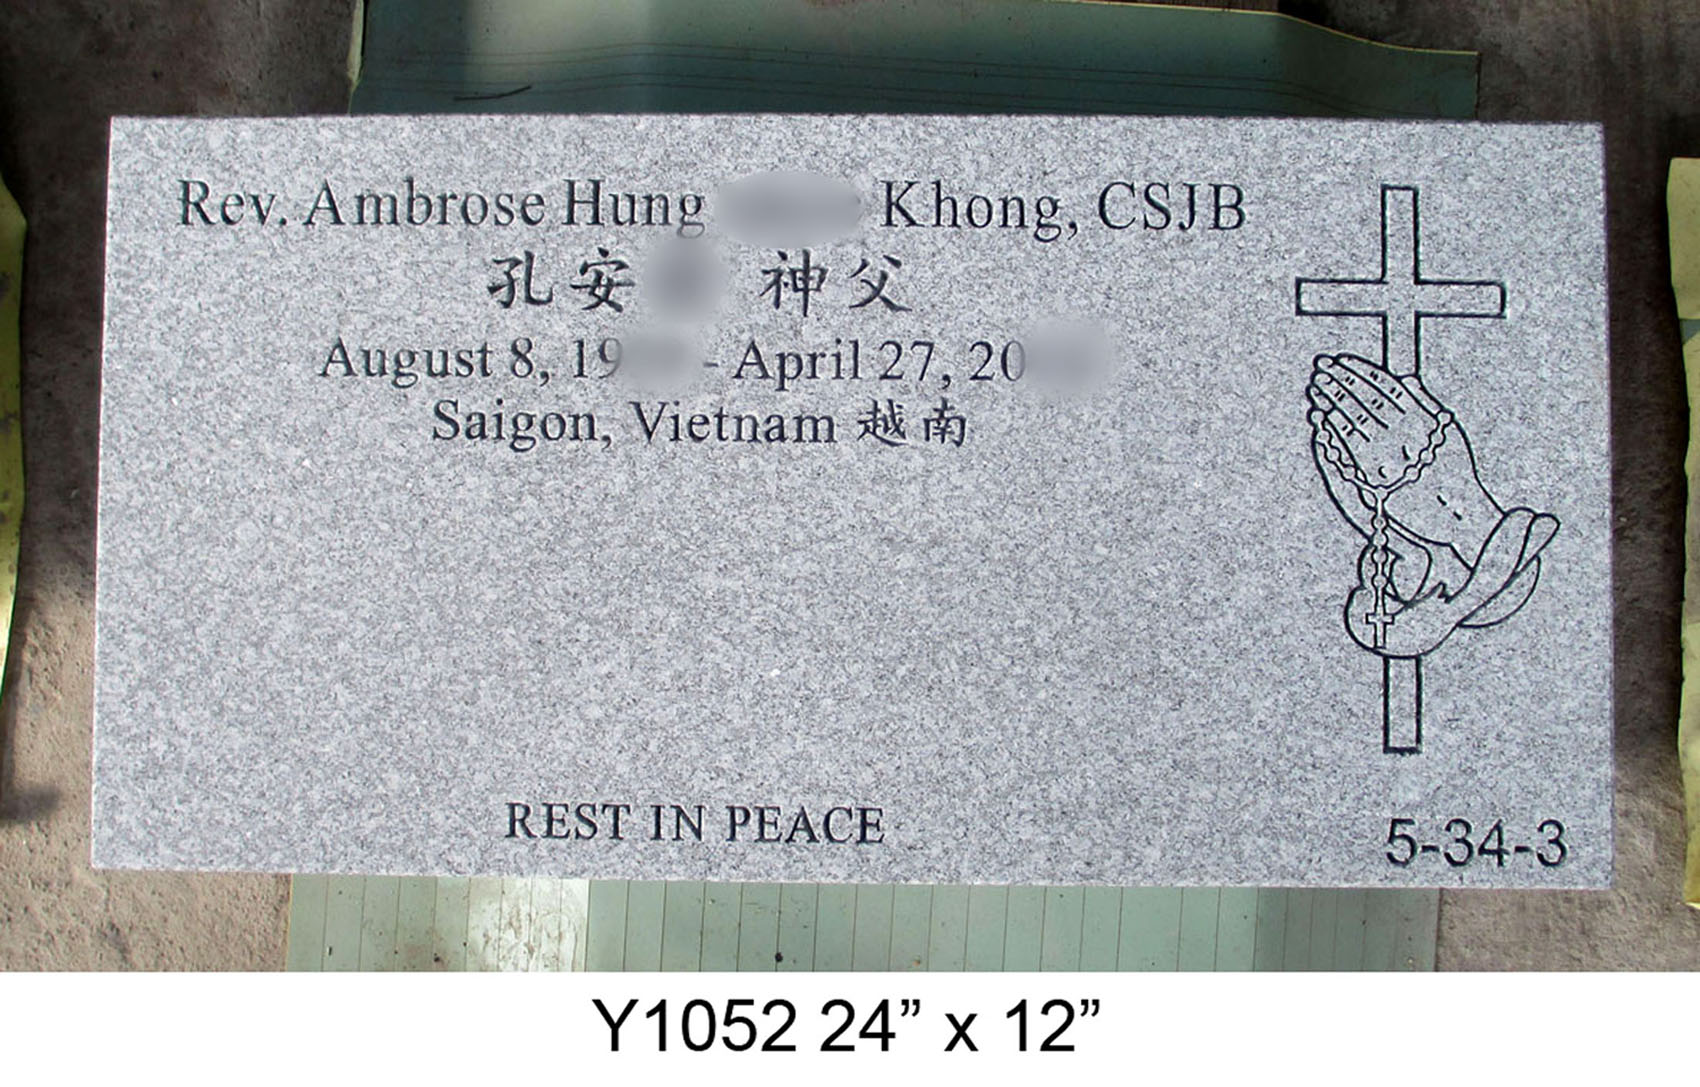 Rev. Ambrose Hung Khong, CSJB
孔安 神父
August 8, 19 - April 27, 20
Saigon, Vietnam 越南
REST IN PEACE
5-34-3
Y1052 24” x 12”